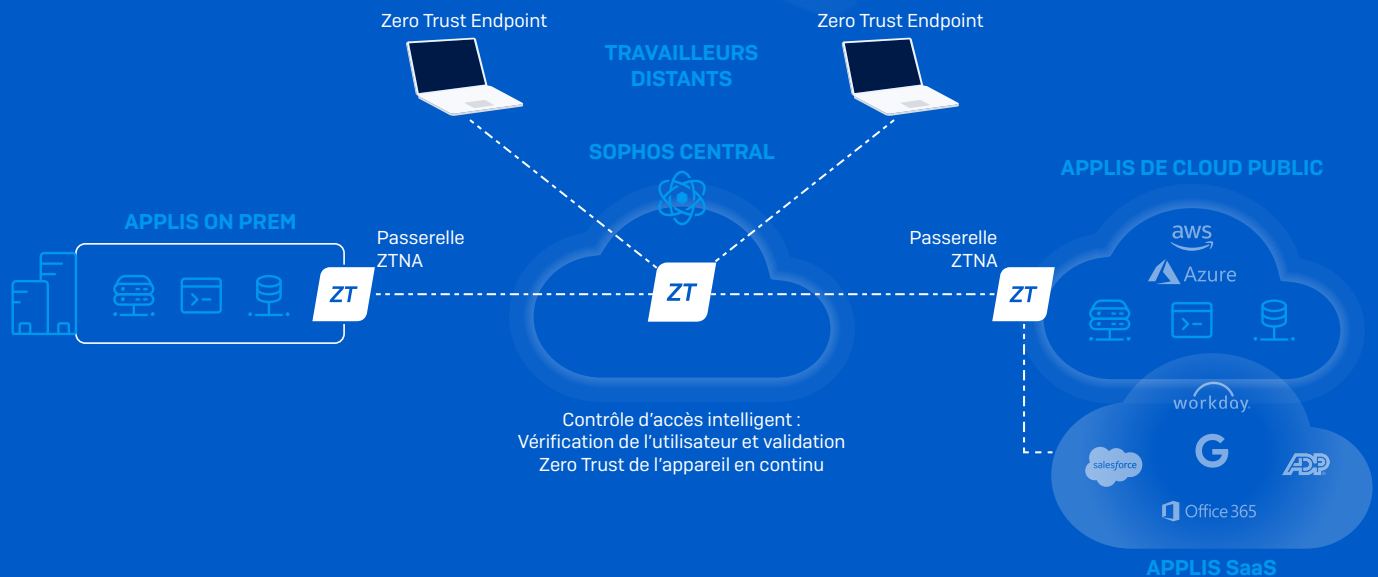 Zero Trust Endpoint
Zero Trust Endpoint
TRAVAILLEURS
DISTANTS
SOPHOS CENTRAL
APPLIS DE CLOUD PUBLIC
APPLIS ON PREM
Passerelle
ZTNA
Passerelle
ZTNA
aws
Azure
ZT
ZT
ZT
Contrôle d'accès intelligent :
Vérification de l'utilisateur et validation
Zero Trust de l'appareil en continu
workday.
salesforce
G
ADP
Office 365
APPLIS SaaS